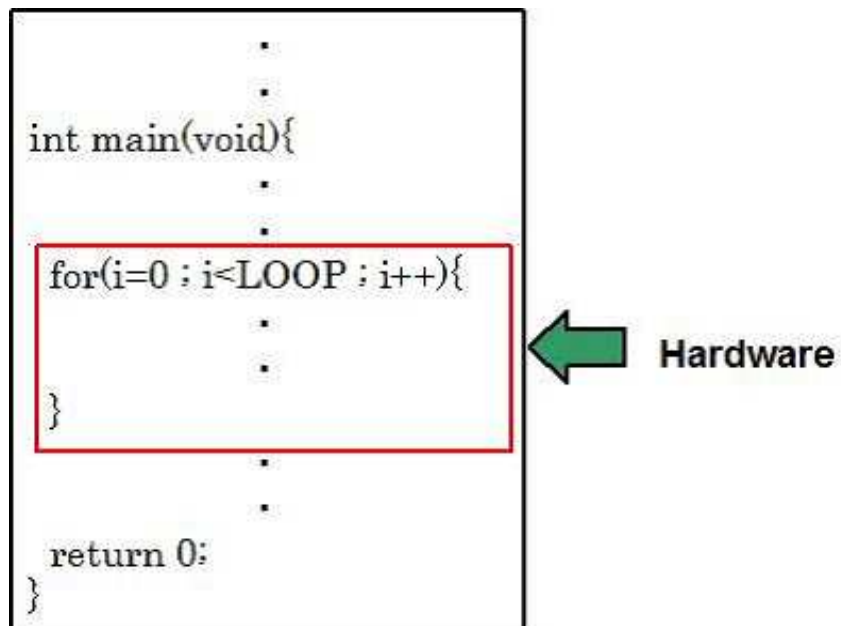 .
.
int main(void){
.
.
for(i=0 ; i<LOOP ; i++){
.
.
}
.
.
return 0;
}
Hardware